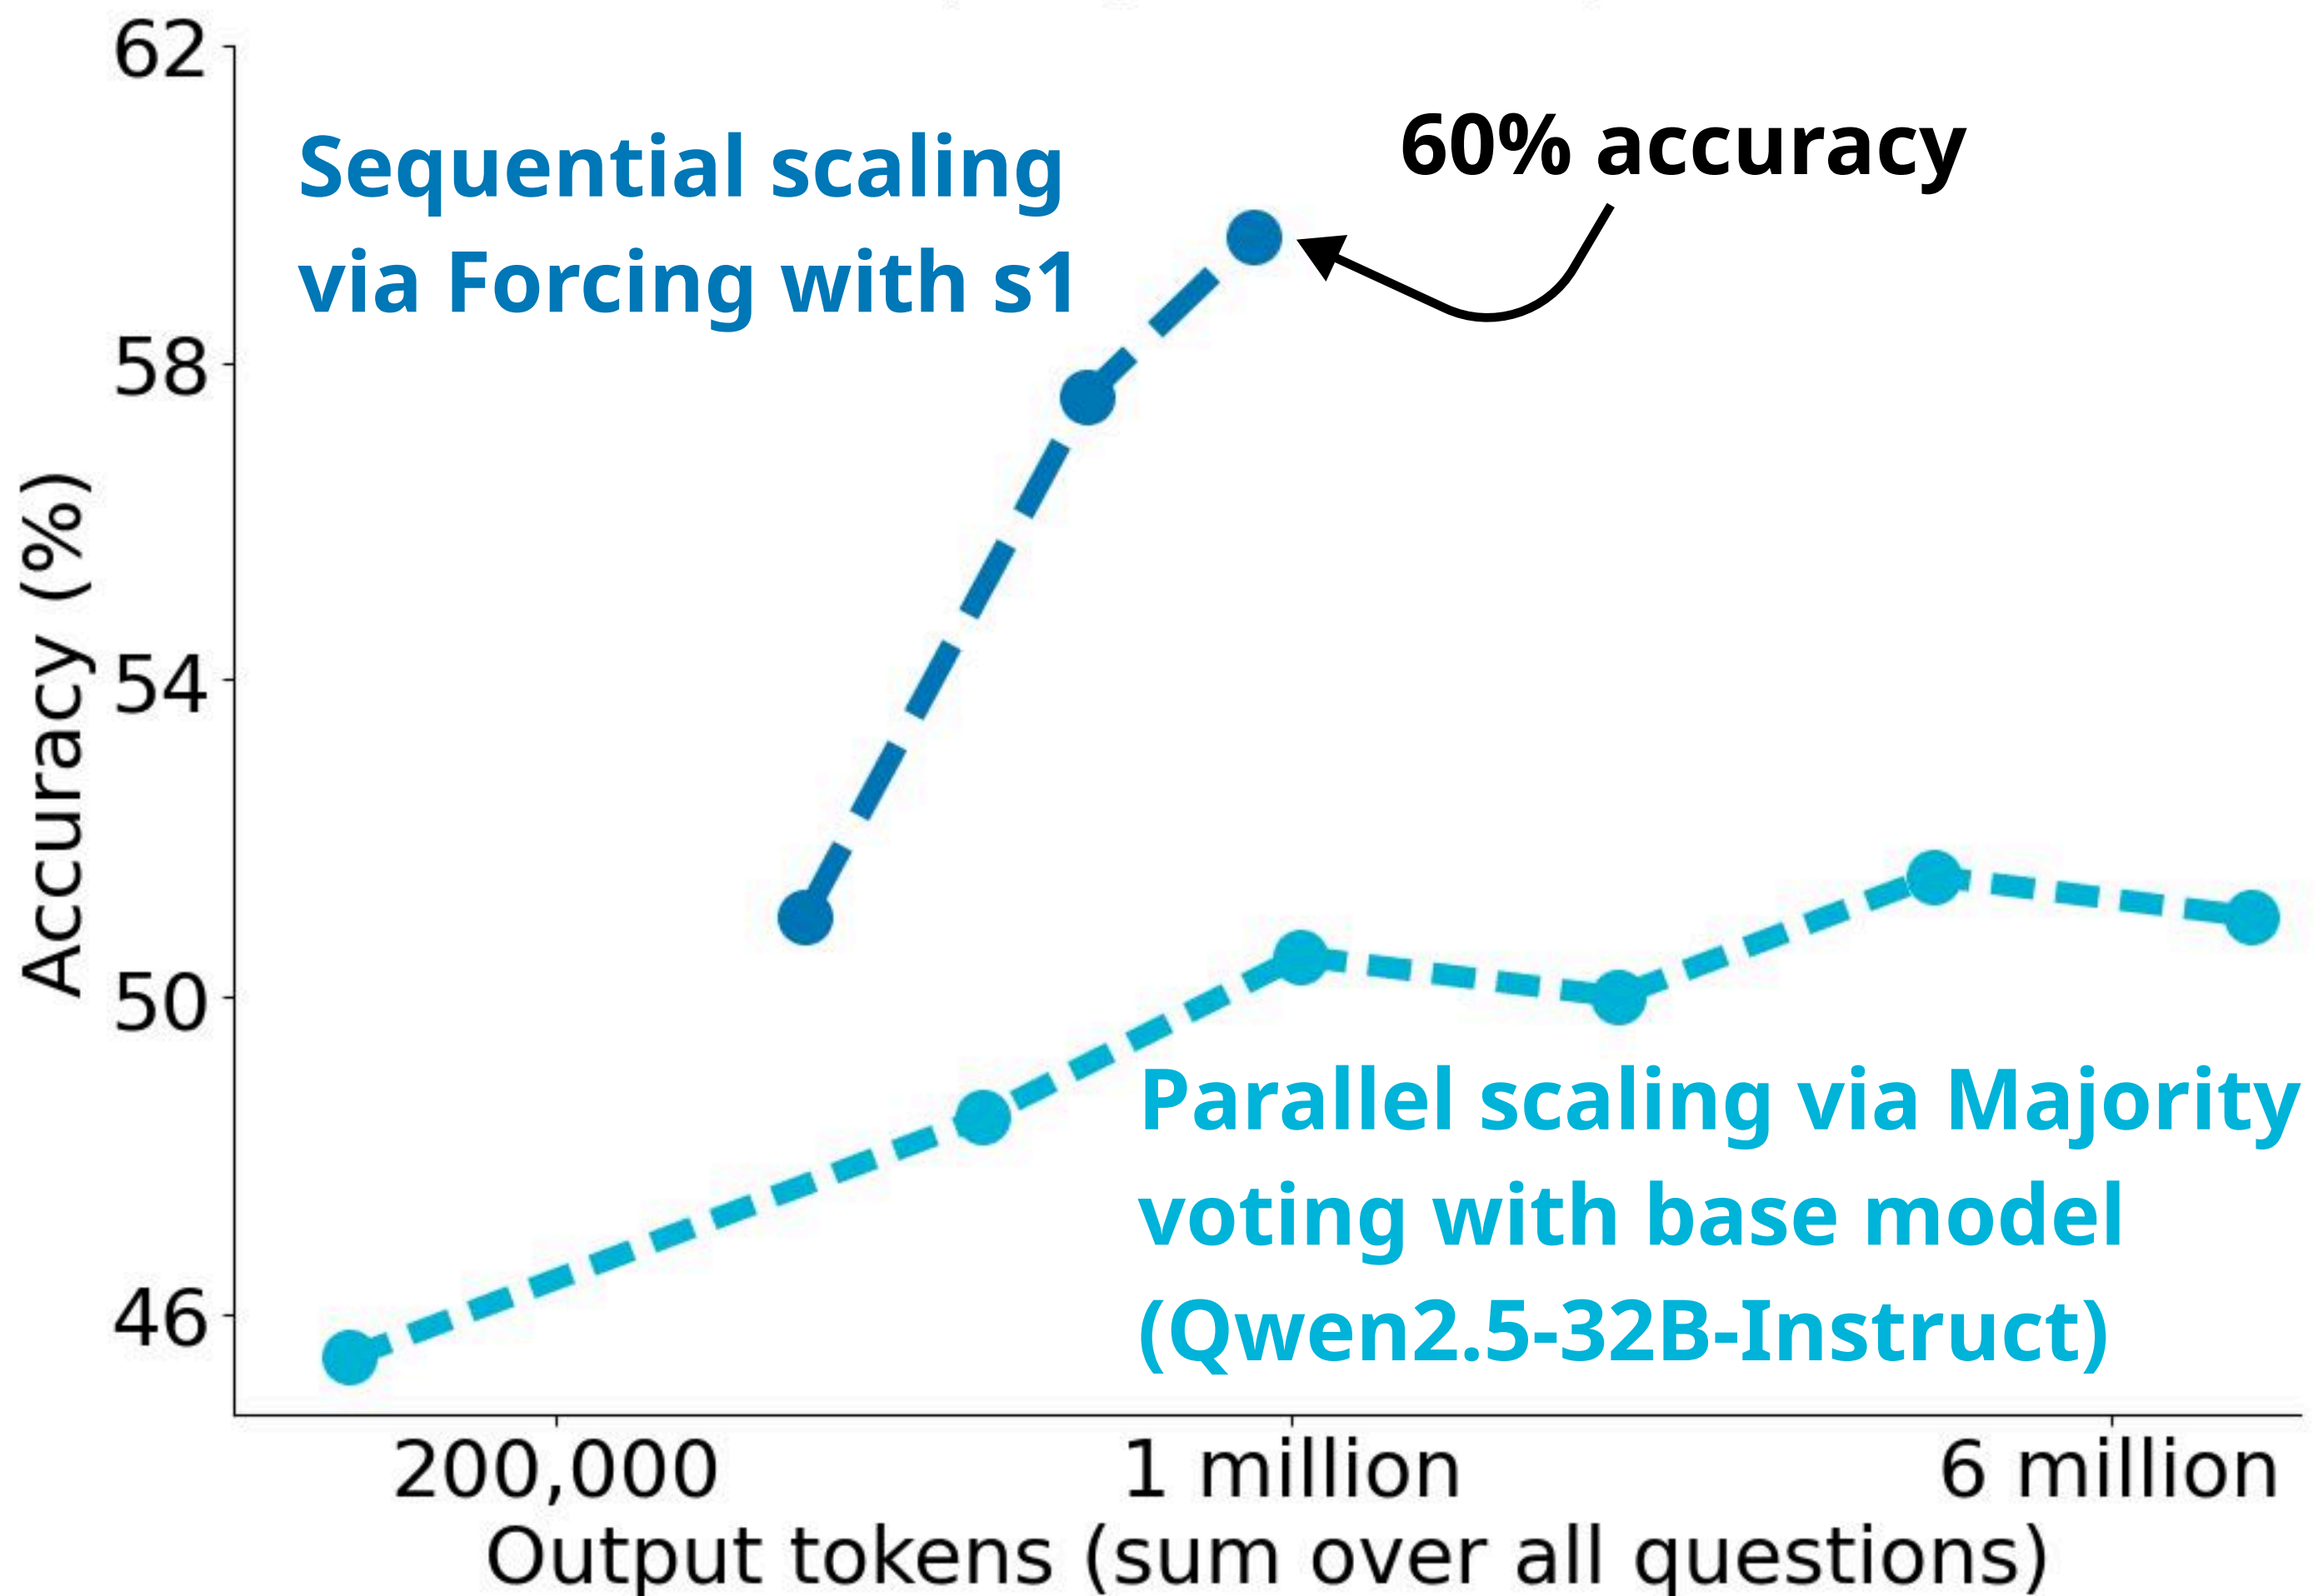 62
Sequential scaling
via Forcing with s1
60% accuracy
58
54
50
46
Accuracy (%)
Parallel scaling via Majority
voting with base model
(Qwen2.5-32B-Instruct)
200,000
1 million
6 million
Output tokens (sum over all questions)